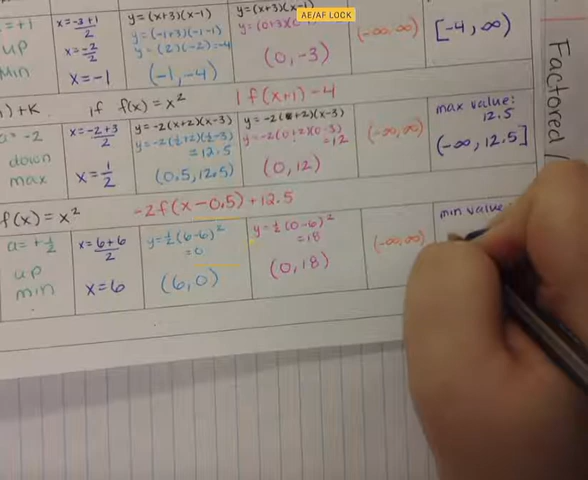 AE/AF LOCK
a=+1 x=-3+1/2 y=(x+3)(x-1) y=(x+3)(x-1)
up x=-2/2 y=(-1+3)(-1-1) y=(0+3)(0 (-∞,∞) [-4,∞)
y=(2)(-2)=-4
min x=-1 (-1,-4) (0,-3)
)+K if f(x)=x² 1f(x+1)-4
a=-2 x=-2+3/2 y=-2(x+2)(x-3) y=-2(x+2)(x-3) max value:
12.5
down y=-2(½+2)(½-3) y=-2(0+2)(0-3) (-∞,∞) (-∞,12.5]
=12.5 =12
max x=1/2 (0.5,12.5) (0,12)
f(x)=x² -2f(x-0.5)+12.5
a=+½ x=6+6/2 y=½(6-6)² y=½(0-6)² min value:
=0 =18 (-∞,∞)
up
min x=6 (6,0) (0,18)
Factored